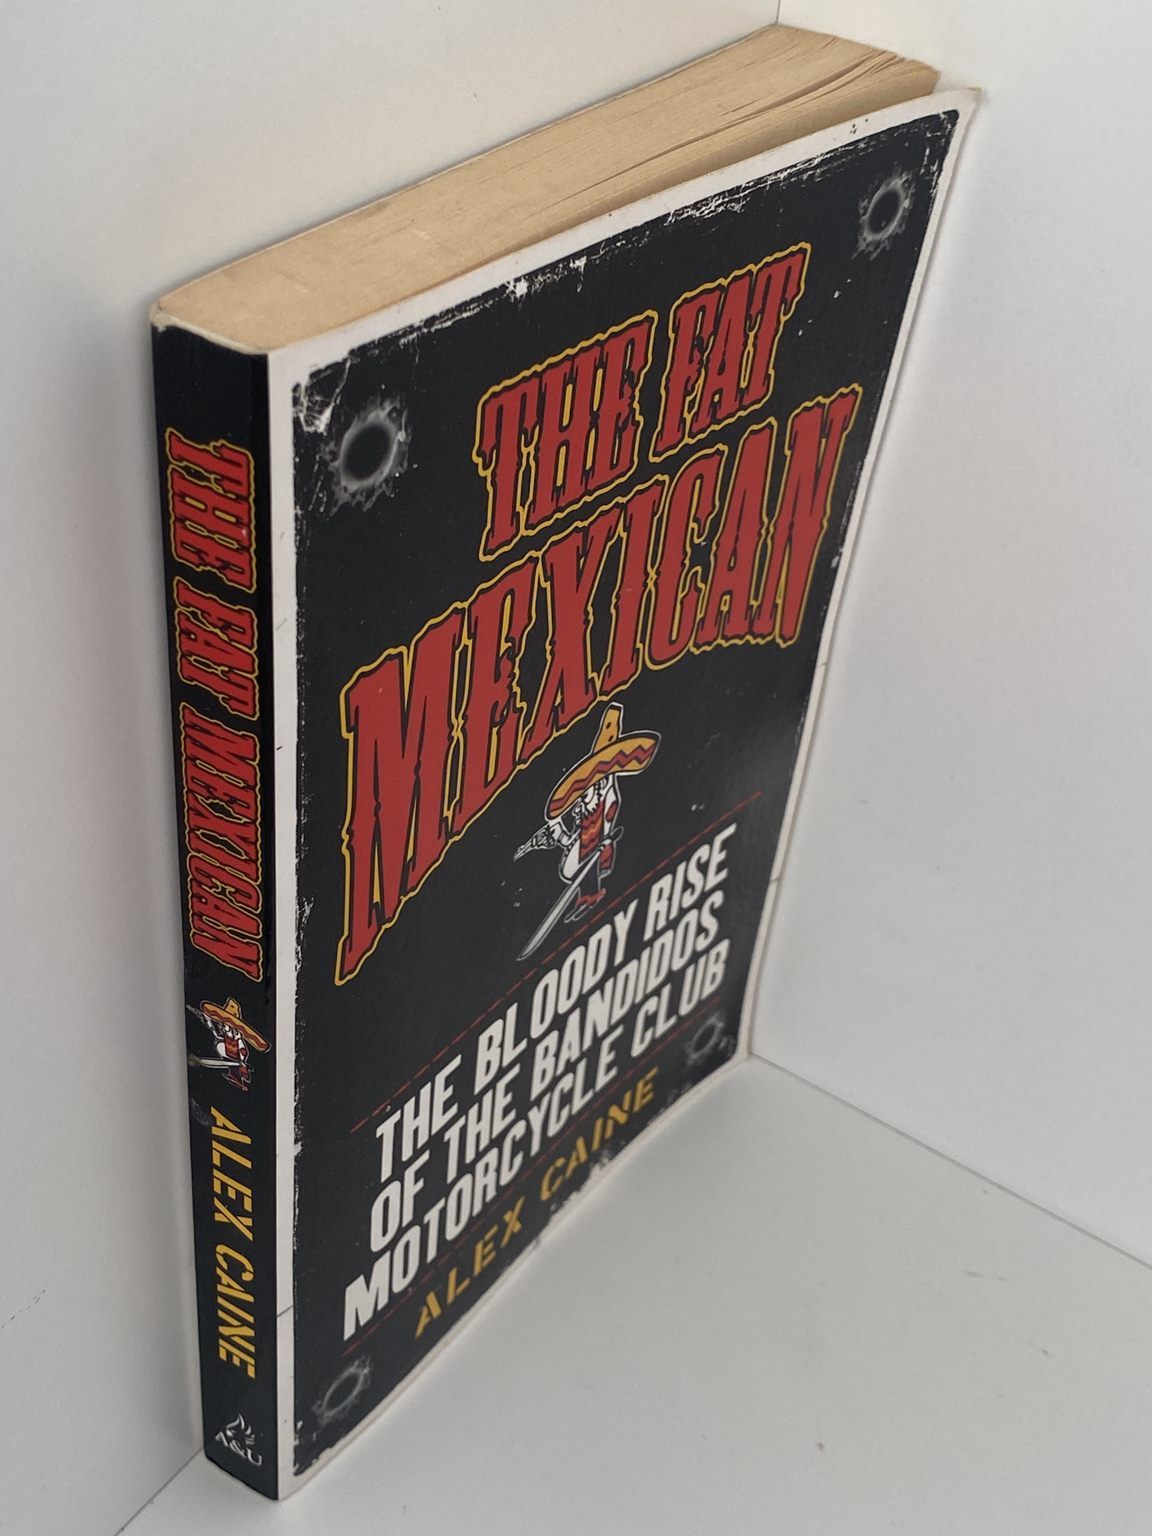 THE FAT MEXICAN
ALEX CAINE
A&U
THE FAT
MEXICAN
THE BLOODY RISE
OF THE BANDIDOS
MOTORCYCLE CLUB
ALEX CAINE